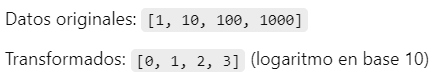 Datos originales: [1, 10, 100, 1000]
Transformados: [0, 1, 2, 3] (logaritmo en base 10)